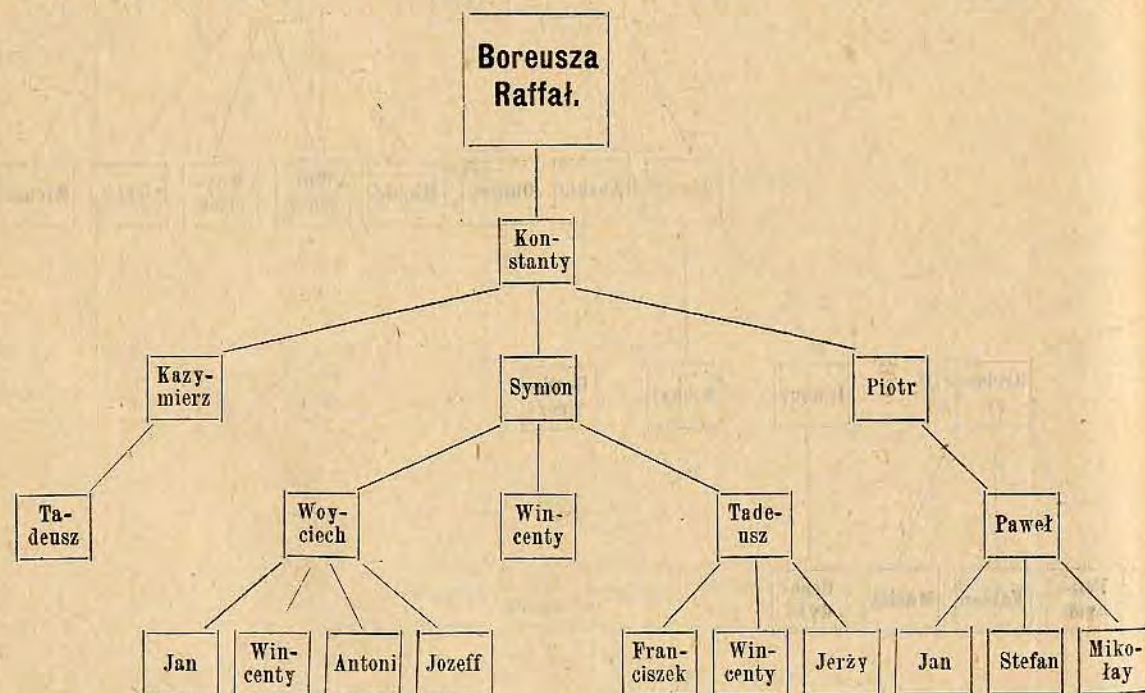 Boreusza
Raffał.
Kon-
stanty
Kazy-
mierz
Symon
Piotr
Ta-
deusz
Woy-
ciech
Win-
centy
Tade-
usz
Paweł
Jan
Win-
centy
Antoni
Jozeff
Fran-
ciszek
Win-
centy
Jerży
Jan
Stefan
Miko-
łay